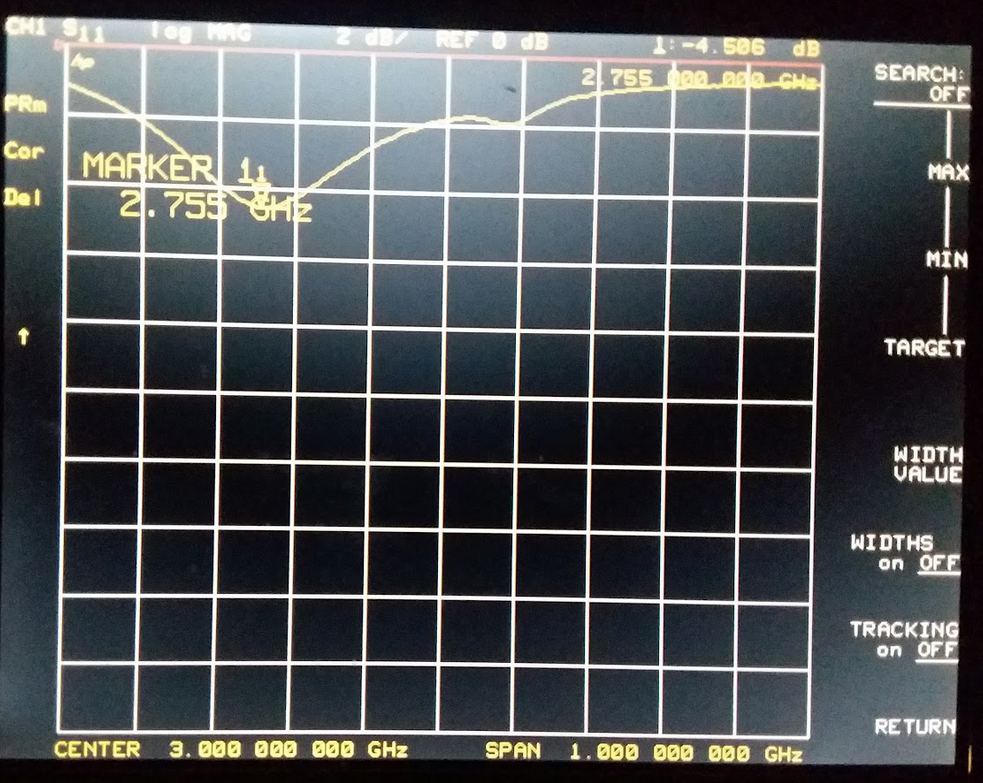 CH1 S11 log MAG 2 dB/ REF 0 dB 1:-4.506 dB
hp
2.755 000 000 GHz
PRm
Cor
Del
↑
MARKER 1
1
2.755 GHz
SEARCH:
OFF
MAX
MIN
TARGET
WIDTH
VALUE
WIDTHS
on OFF
TRACKING
on OFF
RETURN
CENTER 3.000 000 000 GHz SPAN 1.000 000 000 GHz